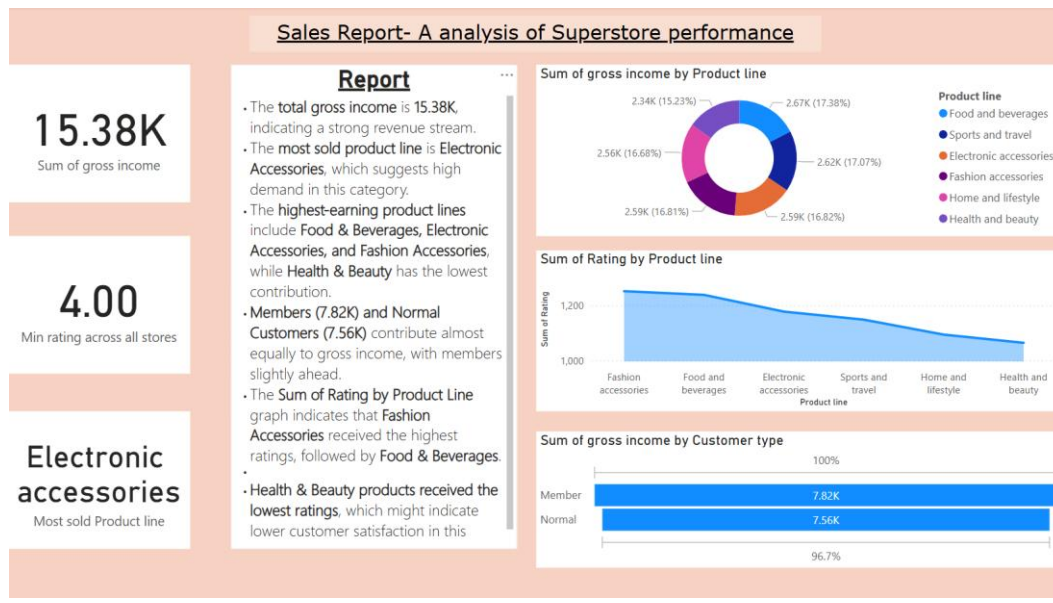 Sales Report- A analysis of Superstore performance
15.38K
Sum of gross income
4.00
Min rating across all stores
Electronic
accessories
Most sold Product line
Report
• The total gross income is 15.38K,
indicating a strong revenue stream.
• The most sold product line is Electronic
Accessories, which suggests high
demand in this category.
• The highest-earning product lines
include Food & Beverages, Electronic
Accessories, and Fashion Accessories,
while Health & Beauty has the lowest
contribution.
• Members (7.82K) and Normal
Customers (7.56K) contribute almost
equally to gross income, with members
slightly ahead.
• The Sum of Rating by Product Line
graph indicates that Fashion
Accessories received the highest
ratings, followed by Food & Beverages.
•
• Health & Beauty products received the
lowest ratings, which might indicate
lower customer satisfaction in this
Sum of gross income by Product line
2.34K (15.23%)
2.67K (17.38%)
2.56K (16.68%)
2.62K (17.07%)
2.59K (16.81%)
2.59K (16.82%)
Product line
Food and beverages
Sports and travel
Electronic accessories
Fashion accessories
Home and lifestyle
Health and beauty
Sum of Rating by Product line
Sum of Rating
1,200
1,000
Fashion accessories
Food and beverages
Electronic accessories
Sports and travel
Home and lifestyle
Health and beauty
Product line
Sum of gross income by Customer type
100%
Member
7.82K
Normal
7.56K
96.7%